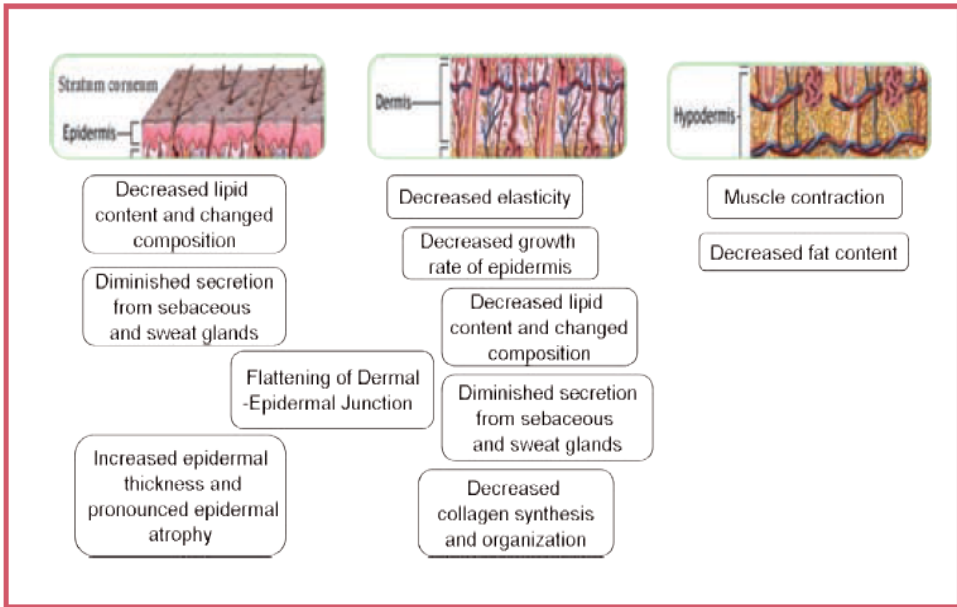 Stratum corneum
Epidermis
Dermis
Hypodermis
Decreased lipid
content and changed
composition
Diminished secretion
from sebaceous
and sweat glands
Flattening of Dermal
-Epidermal Junction
Increased epidermal
thickness and
pronounced epidermal
atrophy
Decreased elasticity
Decreased growth
rate of epidermis
Decreased lipid
content and changed
composition
Diminished secretion
from sebaceous
and sweat glands
Decreased
collagen synthesis
and organization
Muscle contraction
Decreased fat content